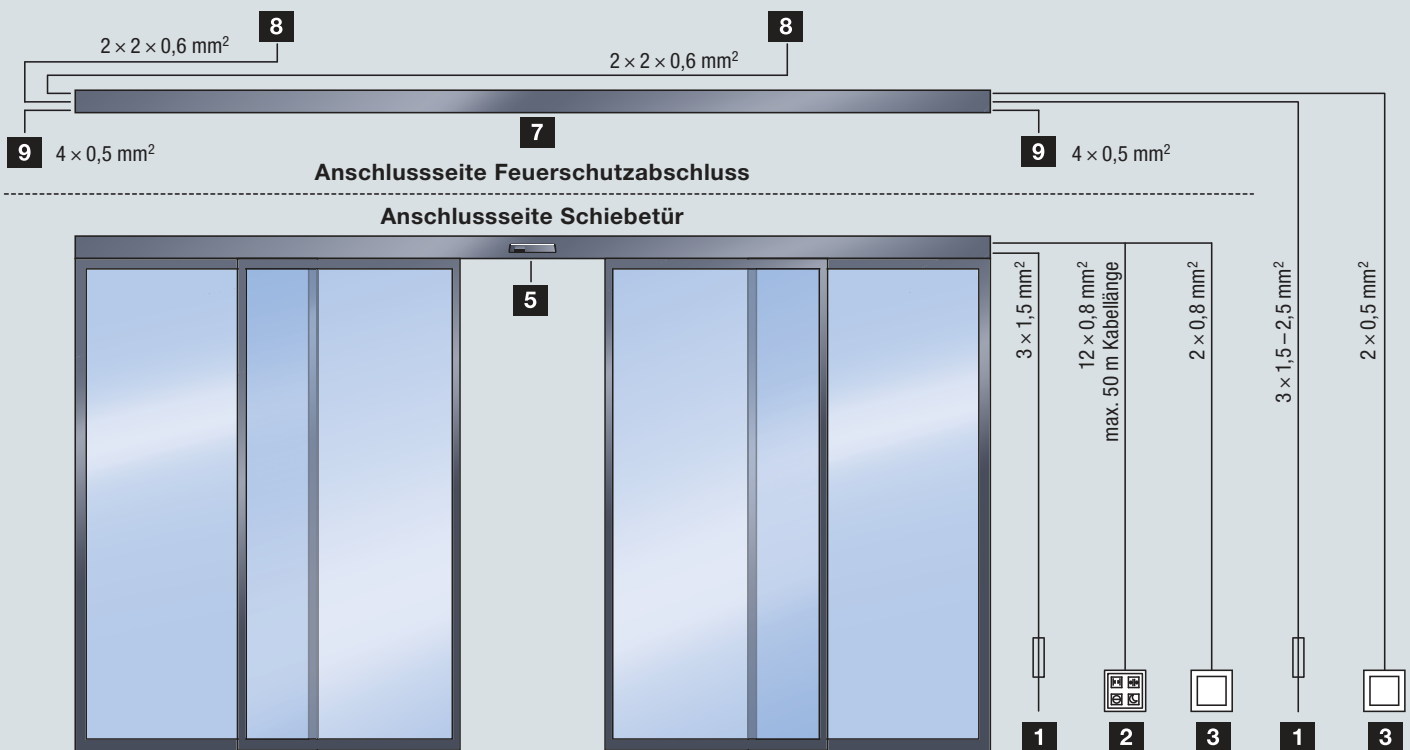 8
8
2 × 2 × 0,6 mm²
2 × 2 × 0,6 mm²
7
9
4 × 0,5 mm²
9
4 × 0,5 mm²
Anschlussseite Feuerschutzabschluss
Anschlussseite Schiebetür
5
3 × 1,5 mm²
12 × 0,8 mm²
max. 50 m Kabellänge
2 × 0,8 mm²
3 × 1,5 – 2,5 mm²
2 × 0,5 mm²
1
2
3
1
3